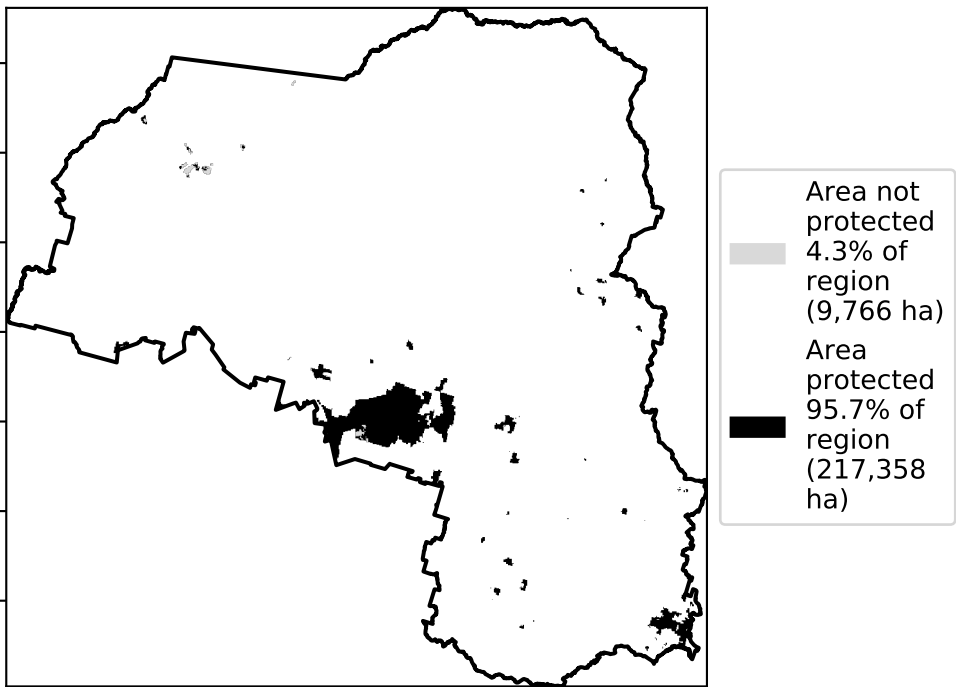 Area not
protected
4.3% of
region
(9,766 ha)
Area
protected
95.7% of
region
(217,358
ha)